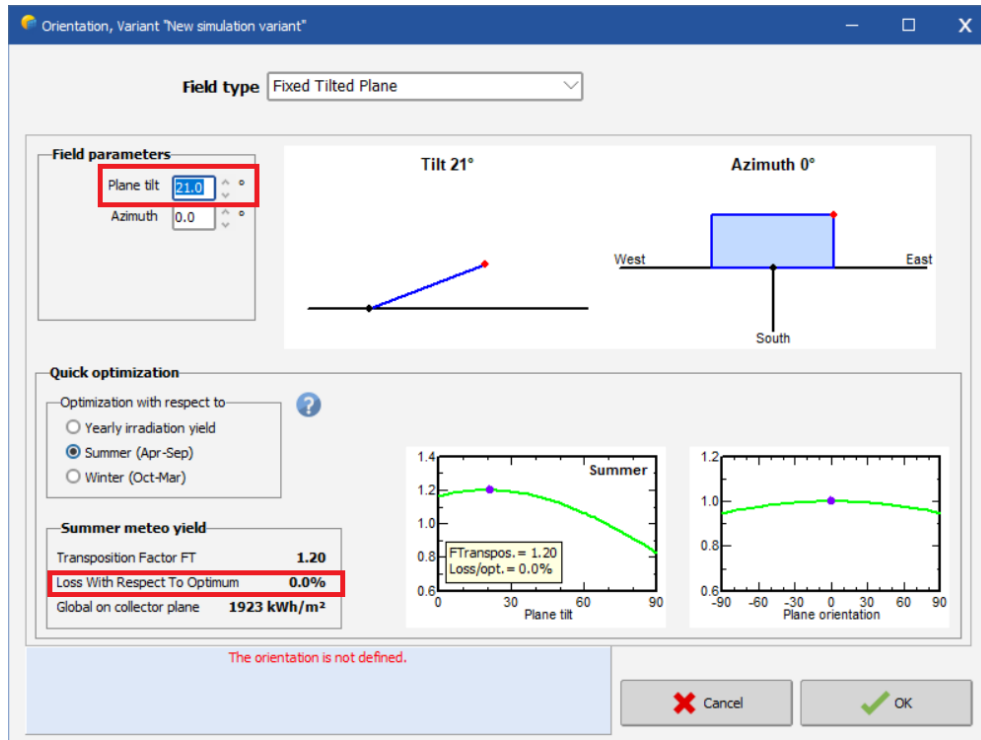 Orientation, Variant "New simulation variant"
Field type Fixed Tilted Plane
Field parameters
Plane tilt 21.0 °
Azimuth 0.0 °
Tilt 21°
Azimuth 0°
West
East
South
Quick optimization
Optimization with respect to
Yearly irradiation yield
Summer (Apr-Sep)
Winter (Oct-Mar)
?
Summer meteo yield
Transposition Factor FT 1.20
Loss With Respect To Optimum 0.0%
Global on collector plane 1923 kWh/m²
Summer
1.4
1.2
1.0
0.8
0.6
FTranspos. = 1.20
Loss/opt. = 0.0%
0 30 60 90
Plane tilt
1.2
1.0
0.8
0.6
-90 -60 -30 0 30 60 90
Plane orientation
The orientation is not defined.
Cancel
OK